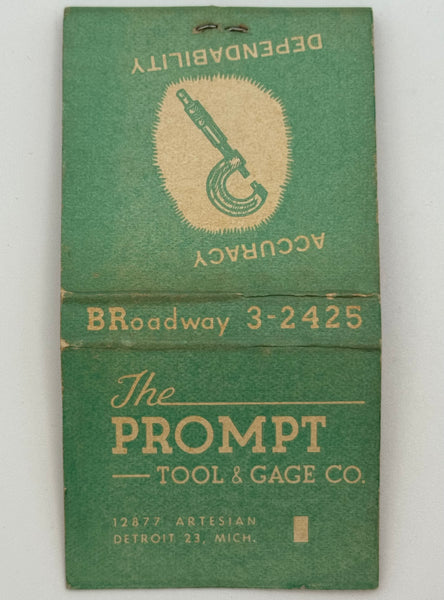 DEPENDABILITY
ACCURACY
BRoadway 3-2425
The
PROMPT
TOOL & GAGE CO.
12877 ARTESIAN
DETROIT 23, MICH.